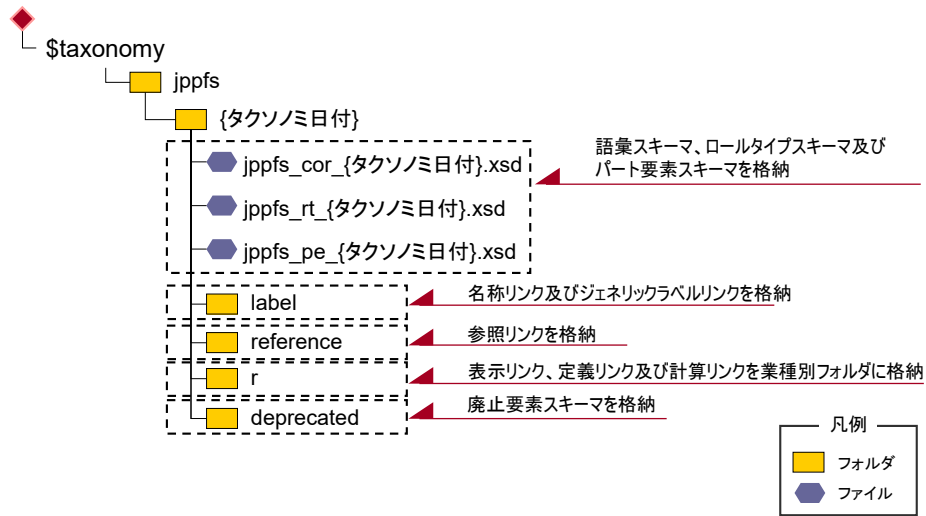 $taxonomy
jppfs
{タクソノミ日付}
jppfs_cor_{タクソノミ日付}.xsd
jppfs_rt_{タクソノミ日付}.xsd
jppfs_pe_{タクソノミ日付}.xsd
語彙スキーマ、ロールタイプスキーマ及び
パート要素スキーマを格納
label
名称リンク及びジェネリックラベルリンクを格納
reference
参照リンクを格納
r
表示リンク、定義リンク及び計算リンクを業種別フォルダに格納
deprecated
廃止要素スキーマを格納
凡例
フォルダ
ファイル